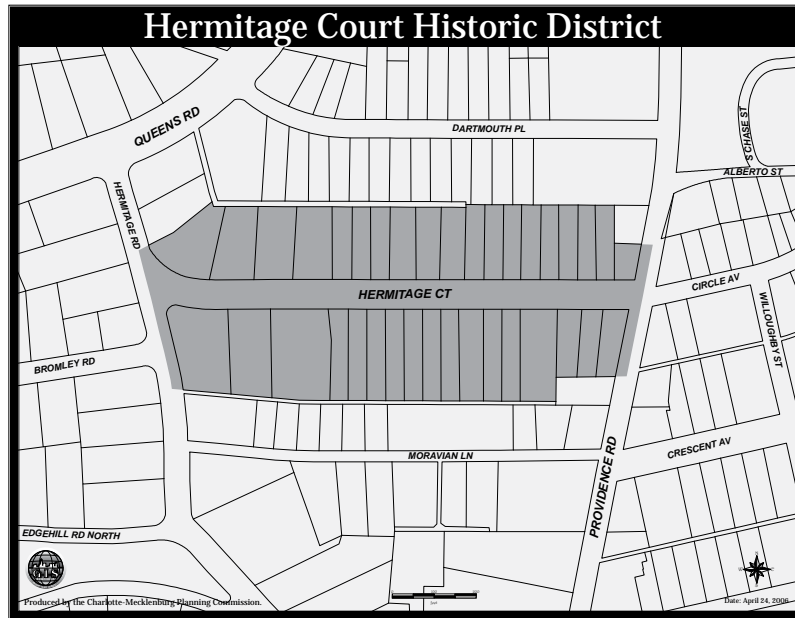 Hermitage Court Historic District
QUEENS RD
DARTMOUTH PL
S CHASE ST
ALBERTO ST
HERMITAGE RD
HERMITAGE CT
CIRCLE AV
WILLOUGHBY ST
BROMLEY RD
MORAVIAN LN
CRESCENT AV
PROVIDENCE RD
EDGEHILL RD NORTH
GIS
Produced by the Charlotte-Mecklenburg Planning Commission.
Date: April 24, 2006